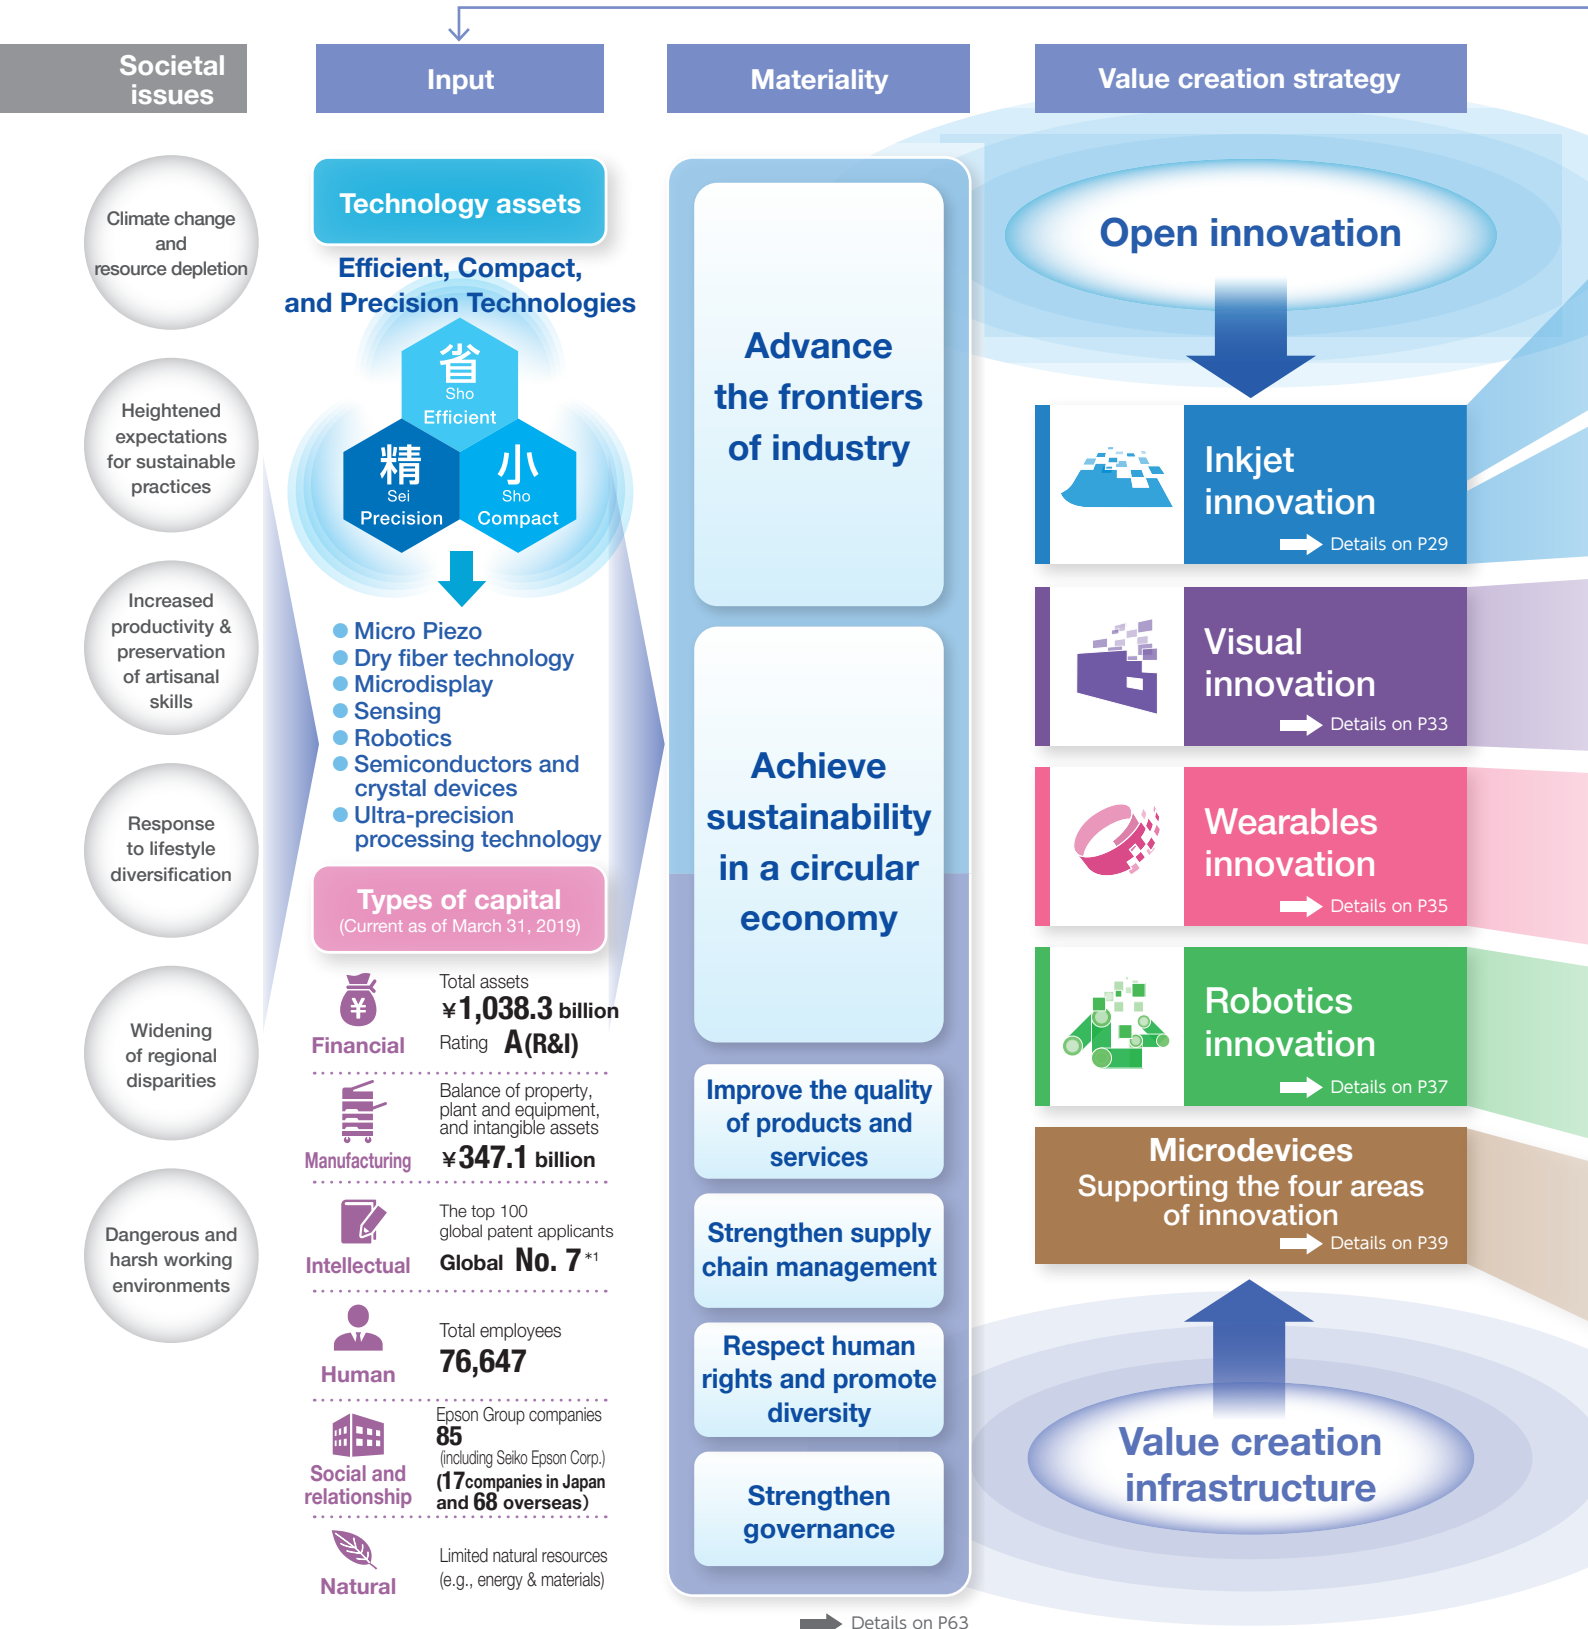 Societal
issues
Climate change
and
resource depletion
Heightened
expectations
for sustainable
practices
Increased
productivity &
preservation
of artisanal
skills
Response
to lifestyle
diversification
Widening
of regional
disparities
Dangerous and
harsh working
environments
Input
Technology assets
Efficient, Compact,
and Precision Technologies
省
Sho
Efficient
精
Sei
Precision
小
Sho
Compact
Micro Piezo
Dry fiber technology
Microdisplay
Sensing
Robotics
Semiconductors and
crystal devices
Ultra-precision
processing technology
Types of capital
(Current as of March 31, 2019)
Financial
Total assets
¥1,038.3 billion
Rating A(R&I)
Manufacturing
Balance of property,
plant and equipment,
and intangible assets
¥347.1 billion
Intellectual
The top 100
global patent applicants
Global No. 7*1
Human
Total employees
76,647
Social and
relationship
Epson Group companies
85
(including Seiko Epson Corp.)
(17companies in Japan
and 68 overseas)
Natural
Limited natural resources
(e.g., energy & materials)
Materiality
Advance
the frontiers
of industry
Achieve
sustainability
in a circular
economy
Improve the quality
of products and
services
Strengthen supply
chain management
Respect human
rights and promote
diversity
Strengthen
governance
Details on P63
Value creation strategy
Open innovation
Inkjet
innovation
Details on P29
Visual
innovation
Details on P33
Wearables
innovation
Details on P35
Robotics
innovation
Details on P37
Microdevices
Supporting the four areas
of innovation
Details on P39
Value creation
infrastructure